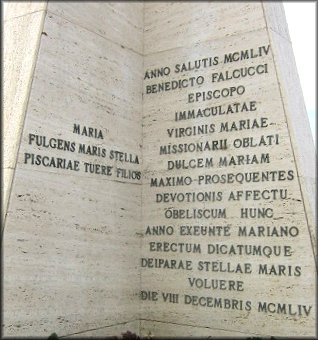 MARIA
FULGENS MARIS STELLA
PISCARIAE TUERE FILIOS
ANNO SALUTIS MCMLIV
BENEDICTO FALCUCCI
EPISCOPO
IMMACULATAE
VIRGINIS MARIAE
MISSIONARII OBLATI
DULCEM MARIAM
MAXIMO PROSEQUENTES
DEVOTIONIS AFFECTU
OBELISCUM HUNC
ANNO EXEUNTE MARIANO
ERECTUM DICATUMQUE
DEIPARAE STELLAE MARIS
VOLUERE
DIE VIII DECEMBRIS MCMLIV